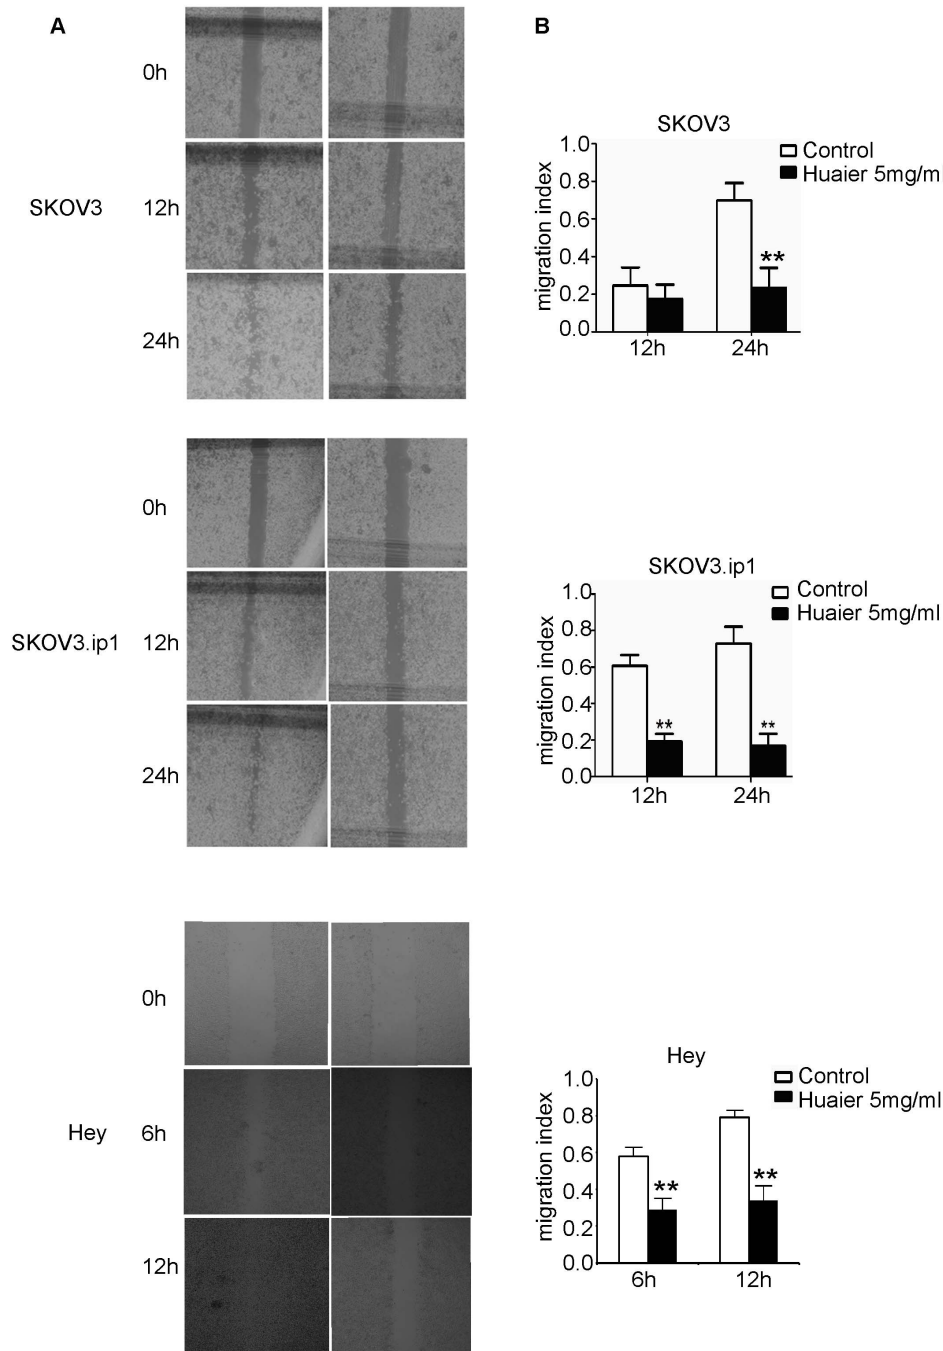 A
B
0h
SKOV3
12h
24h
SKOV3
Control
Huaier 5mg/ml
migration index
1.0
0.8
0.6
0.4
0.2
0.0
**
12h
24h
0h
SKOV3.ip1
12h
24h
SKOV3.ip1
Control
Huaier 5mg/ml
migration index
1.0
0.8
0.6
0.4
0.2
0.0
**
**
12h
24h
0h
Hey
6h
12h
Hey
Control
Huaier 5mg/ml
migration index
1.0
0.8
0.6
0.4
0.2
0.0
**
**
6h
12h